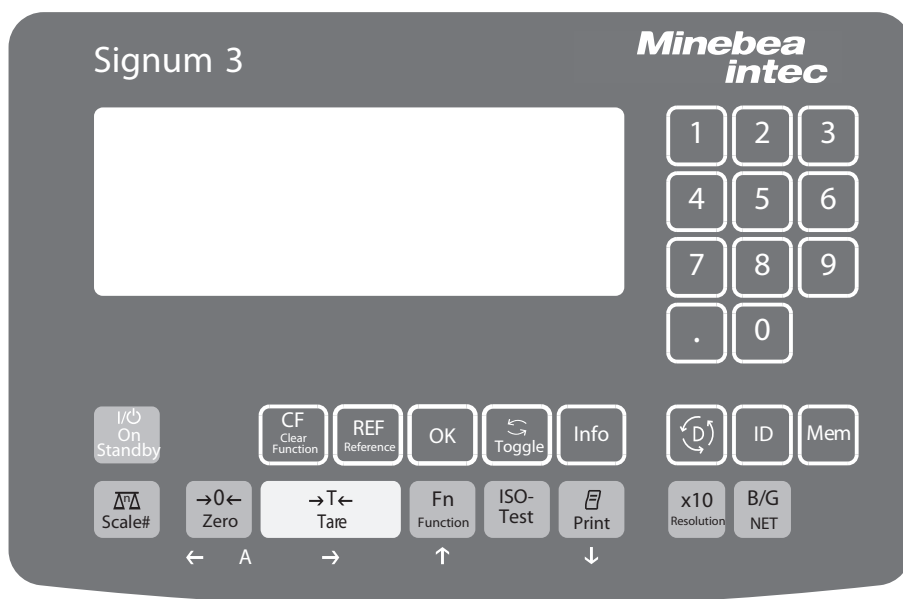 Signum 3
Minebea
intec
1 2 3
4 5 6
7 8 9
. 0
I/⏻
On
Standby
CF
Clear
Function
REF
Reference
OK
Toggle
Info
D
ID
Mem
n
Scale#
→0←
Zero
→T←
Tare
Fn
Function
ISO-
Test
Print
x10
Resolution
B/G
NET
← A → ↑ ↓